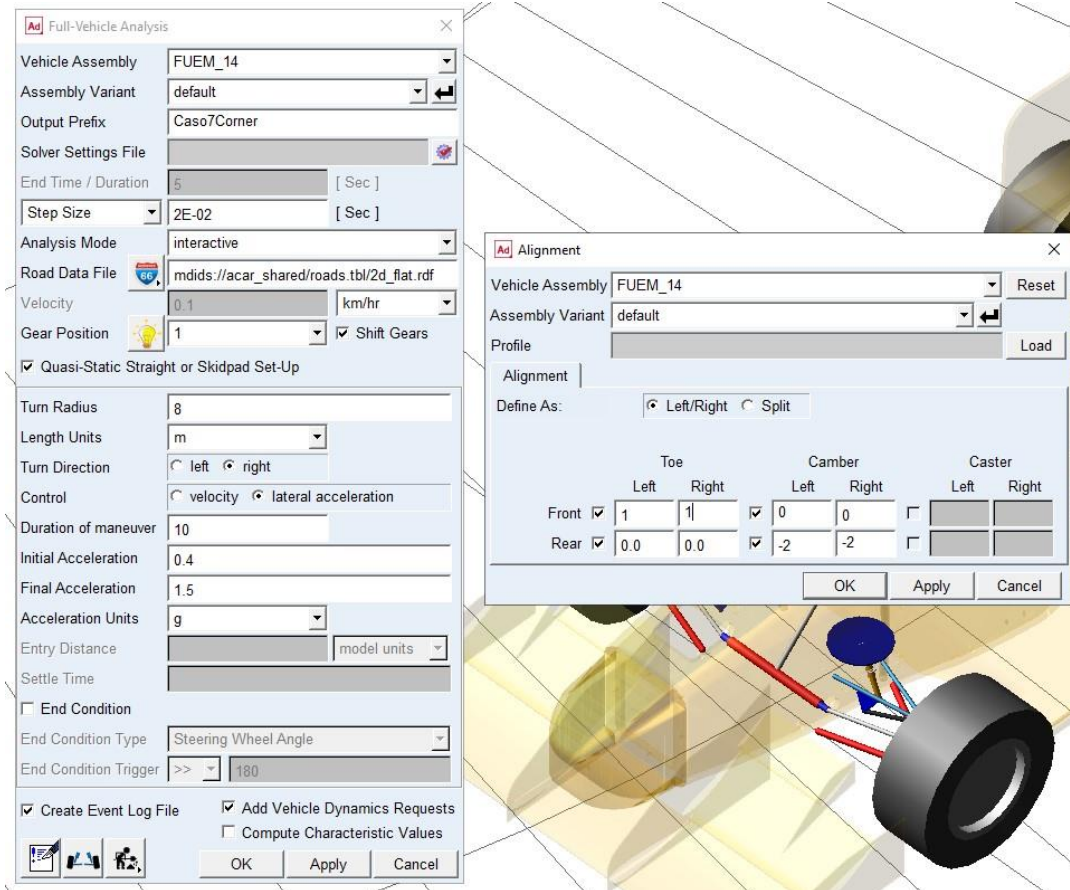 Ad Full-Vehicle Analysis
Vehicle Assembly FUEM_14
Assembly Variant default
Output Prefix Caso7Corner
Solver Settings File
End Time / Duration 5 [ Sec ]
Step Size 2E-02 [ Sec ]
Analysis Mode interactive
Road Data File 66 mdids://acar_shared/roads.tbl/2d_flat.rdf
Velocity 0.1 km/hr
Gear Position 1 Shift Gears
Quasi-Static Straight or Skidpad Set-Up
Turn Radius 8
Length Units m
Turn Direction left right
Control velocity lateral acceleration
Duration of maneuver 10
Initial Acceleration 0.4
Final Acceleration 1.5
Acceleration Units g
Entry Distance model units
Settle Time
End Condition
End Condition Type Steering Wheel Angle
End Condition Trigger >> 180
Create Event Log File Add Vehicle Dynamics Requests
Compute Characteristic Values
OK Apply Cancel
Ad Alignment
Vehicle Assembly FUEM_14 Reset
Assembly Variant default
Profile Load
Alignment
Define As: Left/Right Split
Toe Camber Caster
Left Right Left Right Left Right
Front 1 1 0 0
Rear 0.0 0.0 -2 -2
OK Apply Cancel